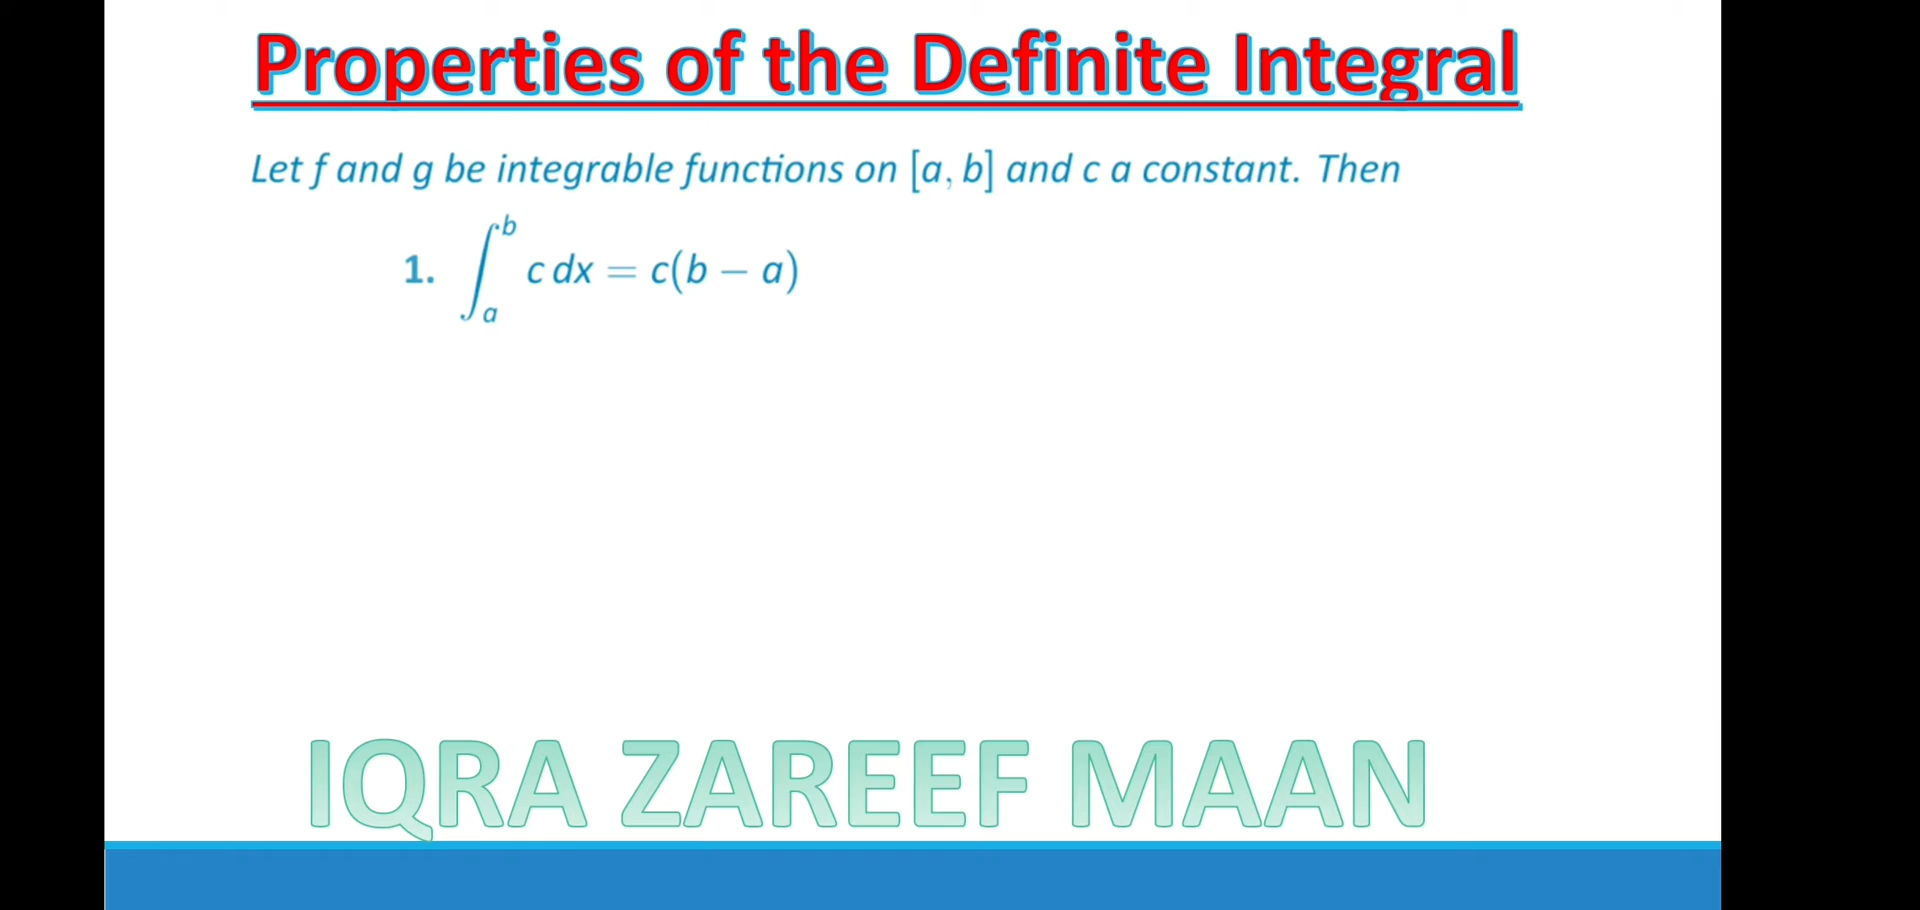 Properties of the Definite Integral
Let f and g be integrable functions on [a, b] and c a constant. Then
1. ∫_a^b c dx = c(b − a)
IQRA ZAREEF MAAN